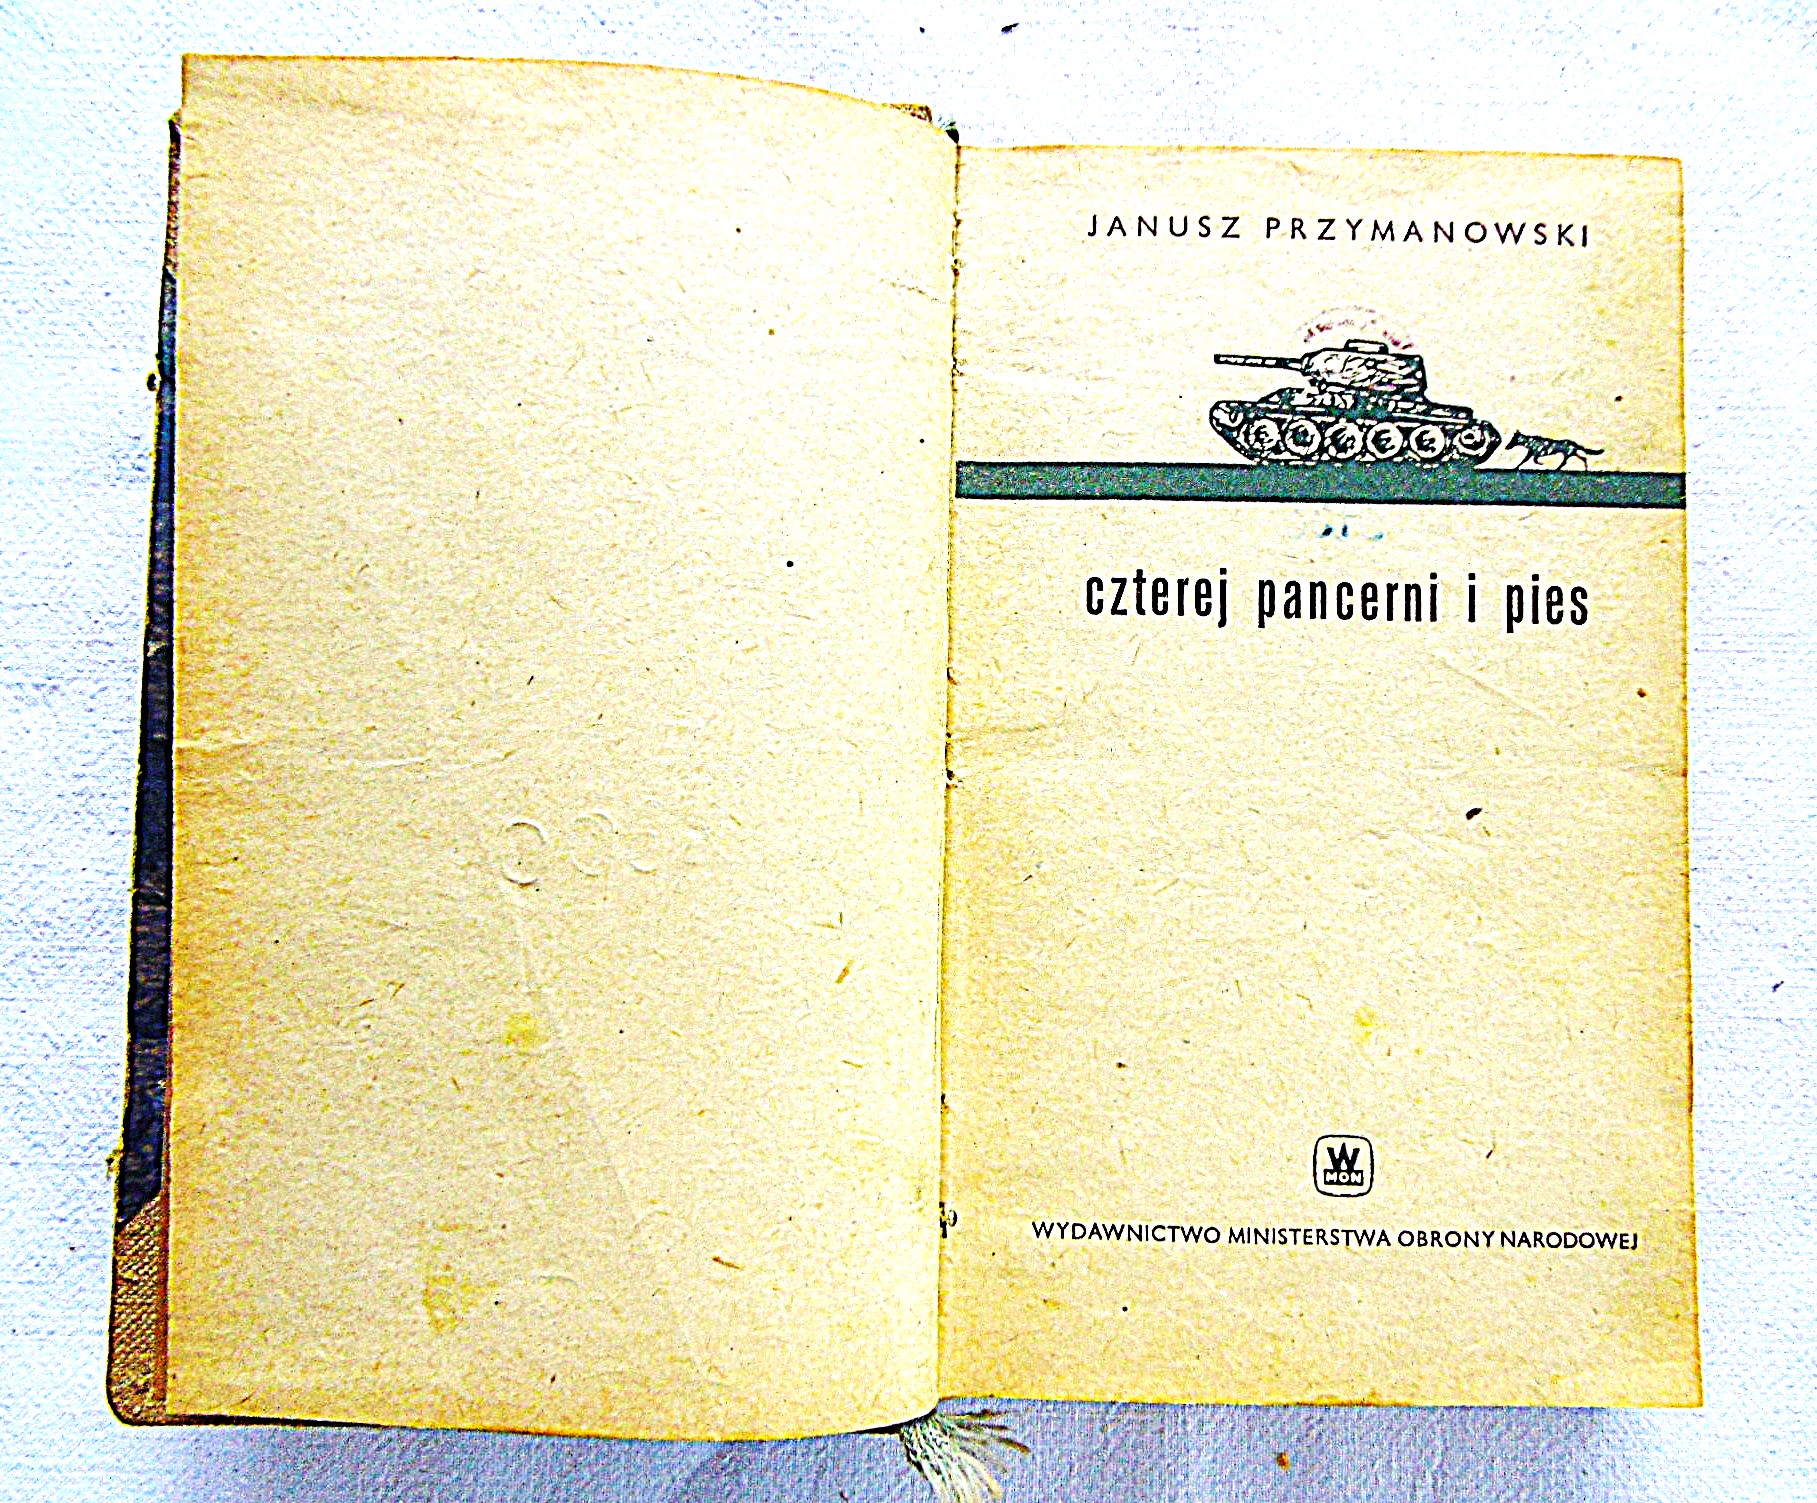 JANUSZ PRZYMANOWSKI
czterej pancerni i pies
W
MON
WYDAWNICTWO MINISTERSTWA OBRONY NARODOWEJ